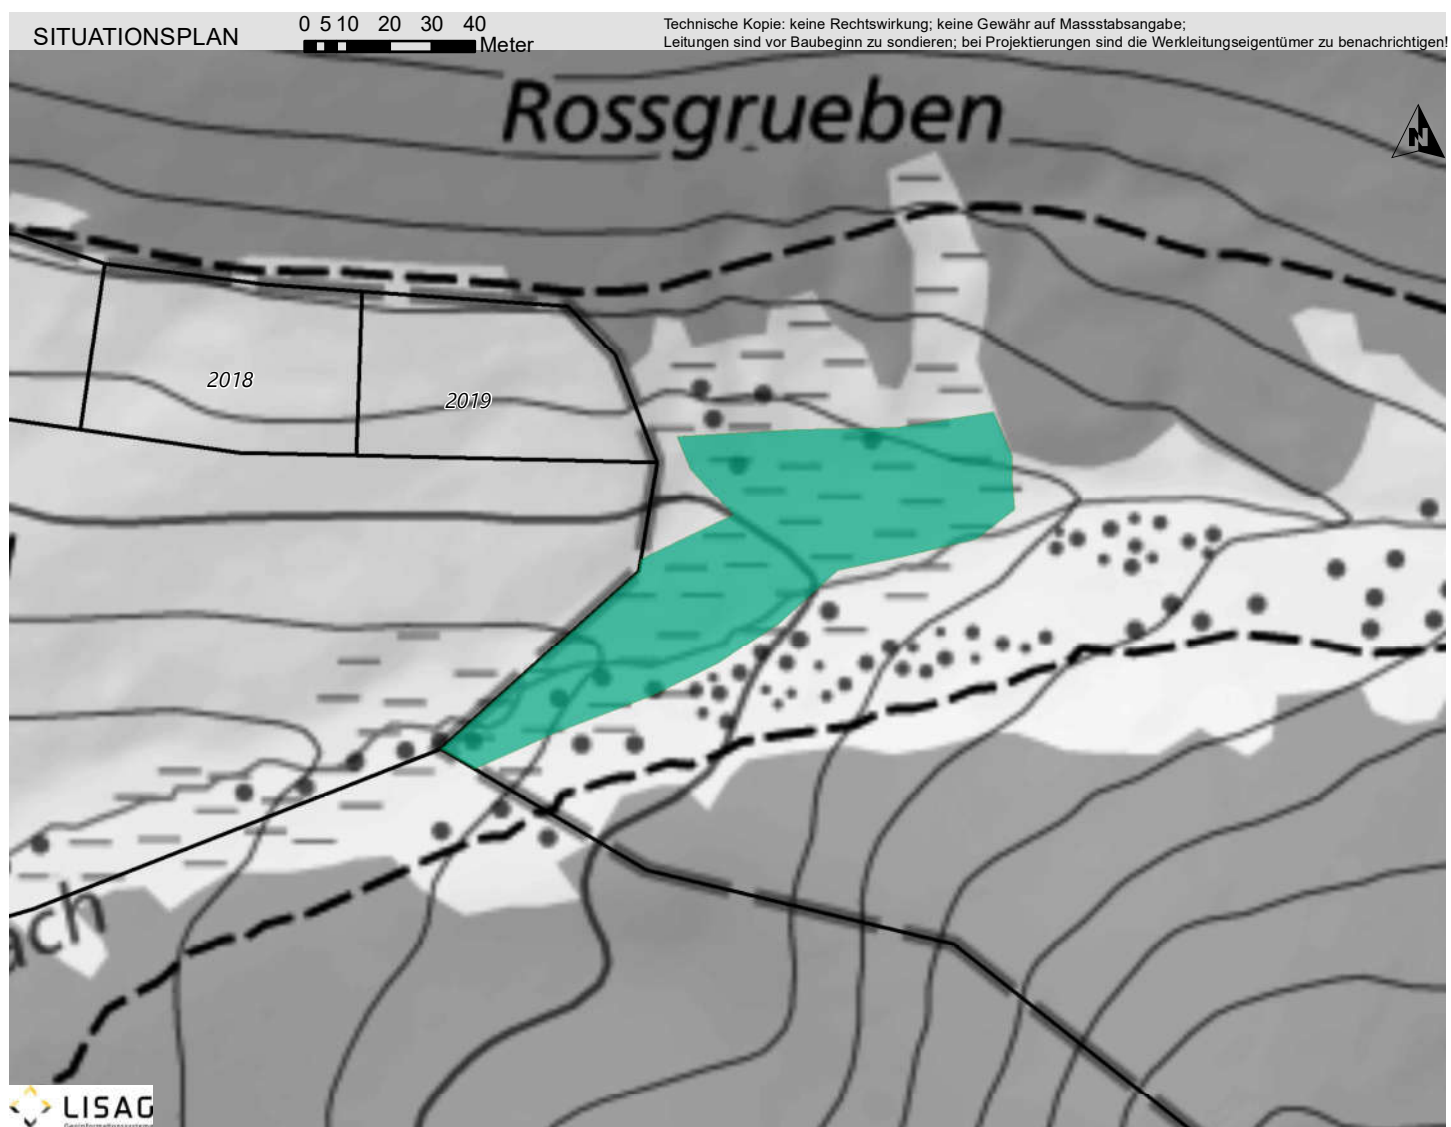 SITUATIONSPLAN
0 5 10 20 30 40
Meter
Technische Kopie: keine Rechtswirkung; keine Gewähr auf Massstabsangabe;
Leitungen sind vor Baubeginn zu sondieren; bei Projektierungen sind die Werkleitungseigentümer zu benachrichtigen!
Rossgrueben
N
2018
2019
ach
LISAG